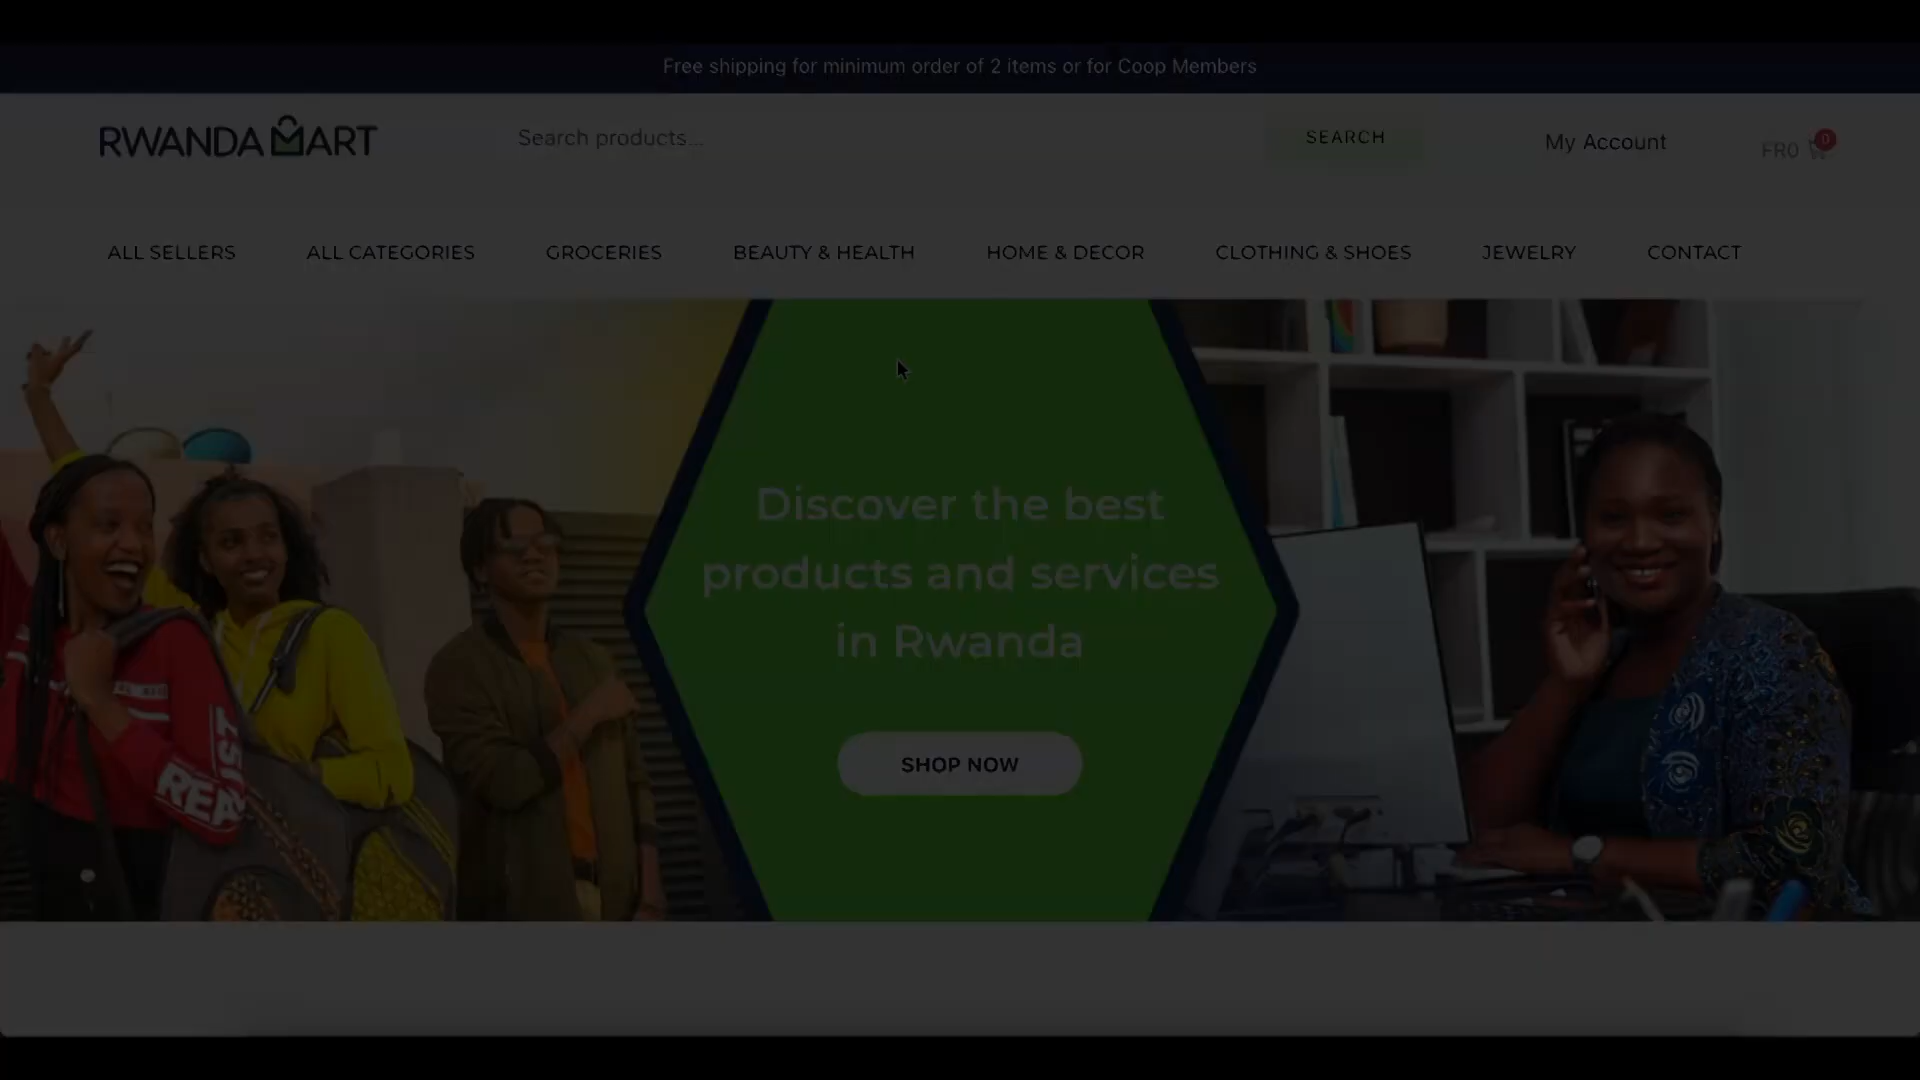 Free shipping for minimum order of 2 items or for Coop Members
RWANDA MART
Search products...
SEARCH
My Account
FR0
0
ALL SELLERS
ALL CATEGORIES
GROCERIES
BEAUTY & HEALTH
HOME & DECOR
CLOTHING & SHOES
JEWELRY
CONTACT
Discover the best
products and services
in Rwanda
SHOP NOW